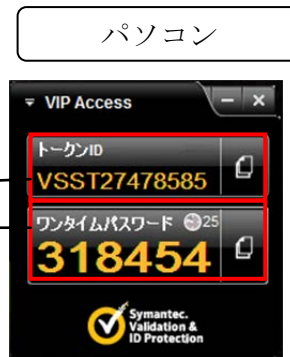 パソコン
VIP Access
トークンID
VSST27478585
ワンタイムパスワード 25
318454
Symantec.
Validation &
ID Protection